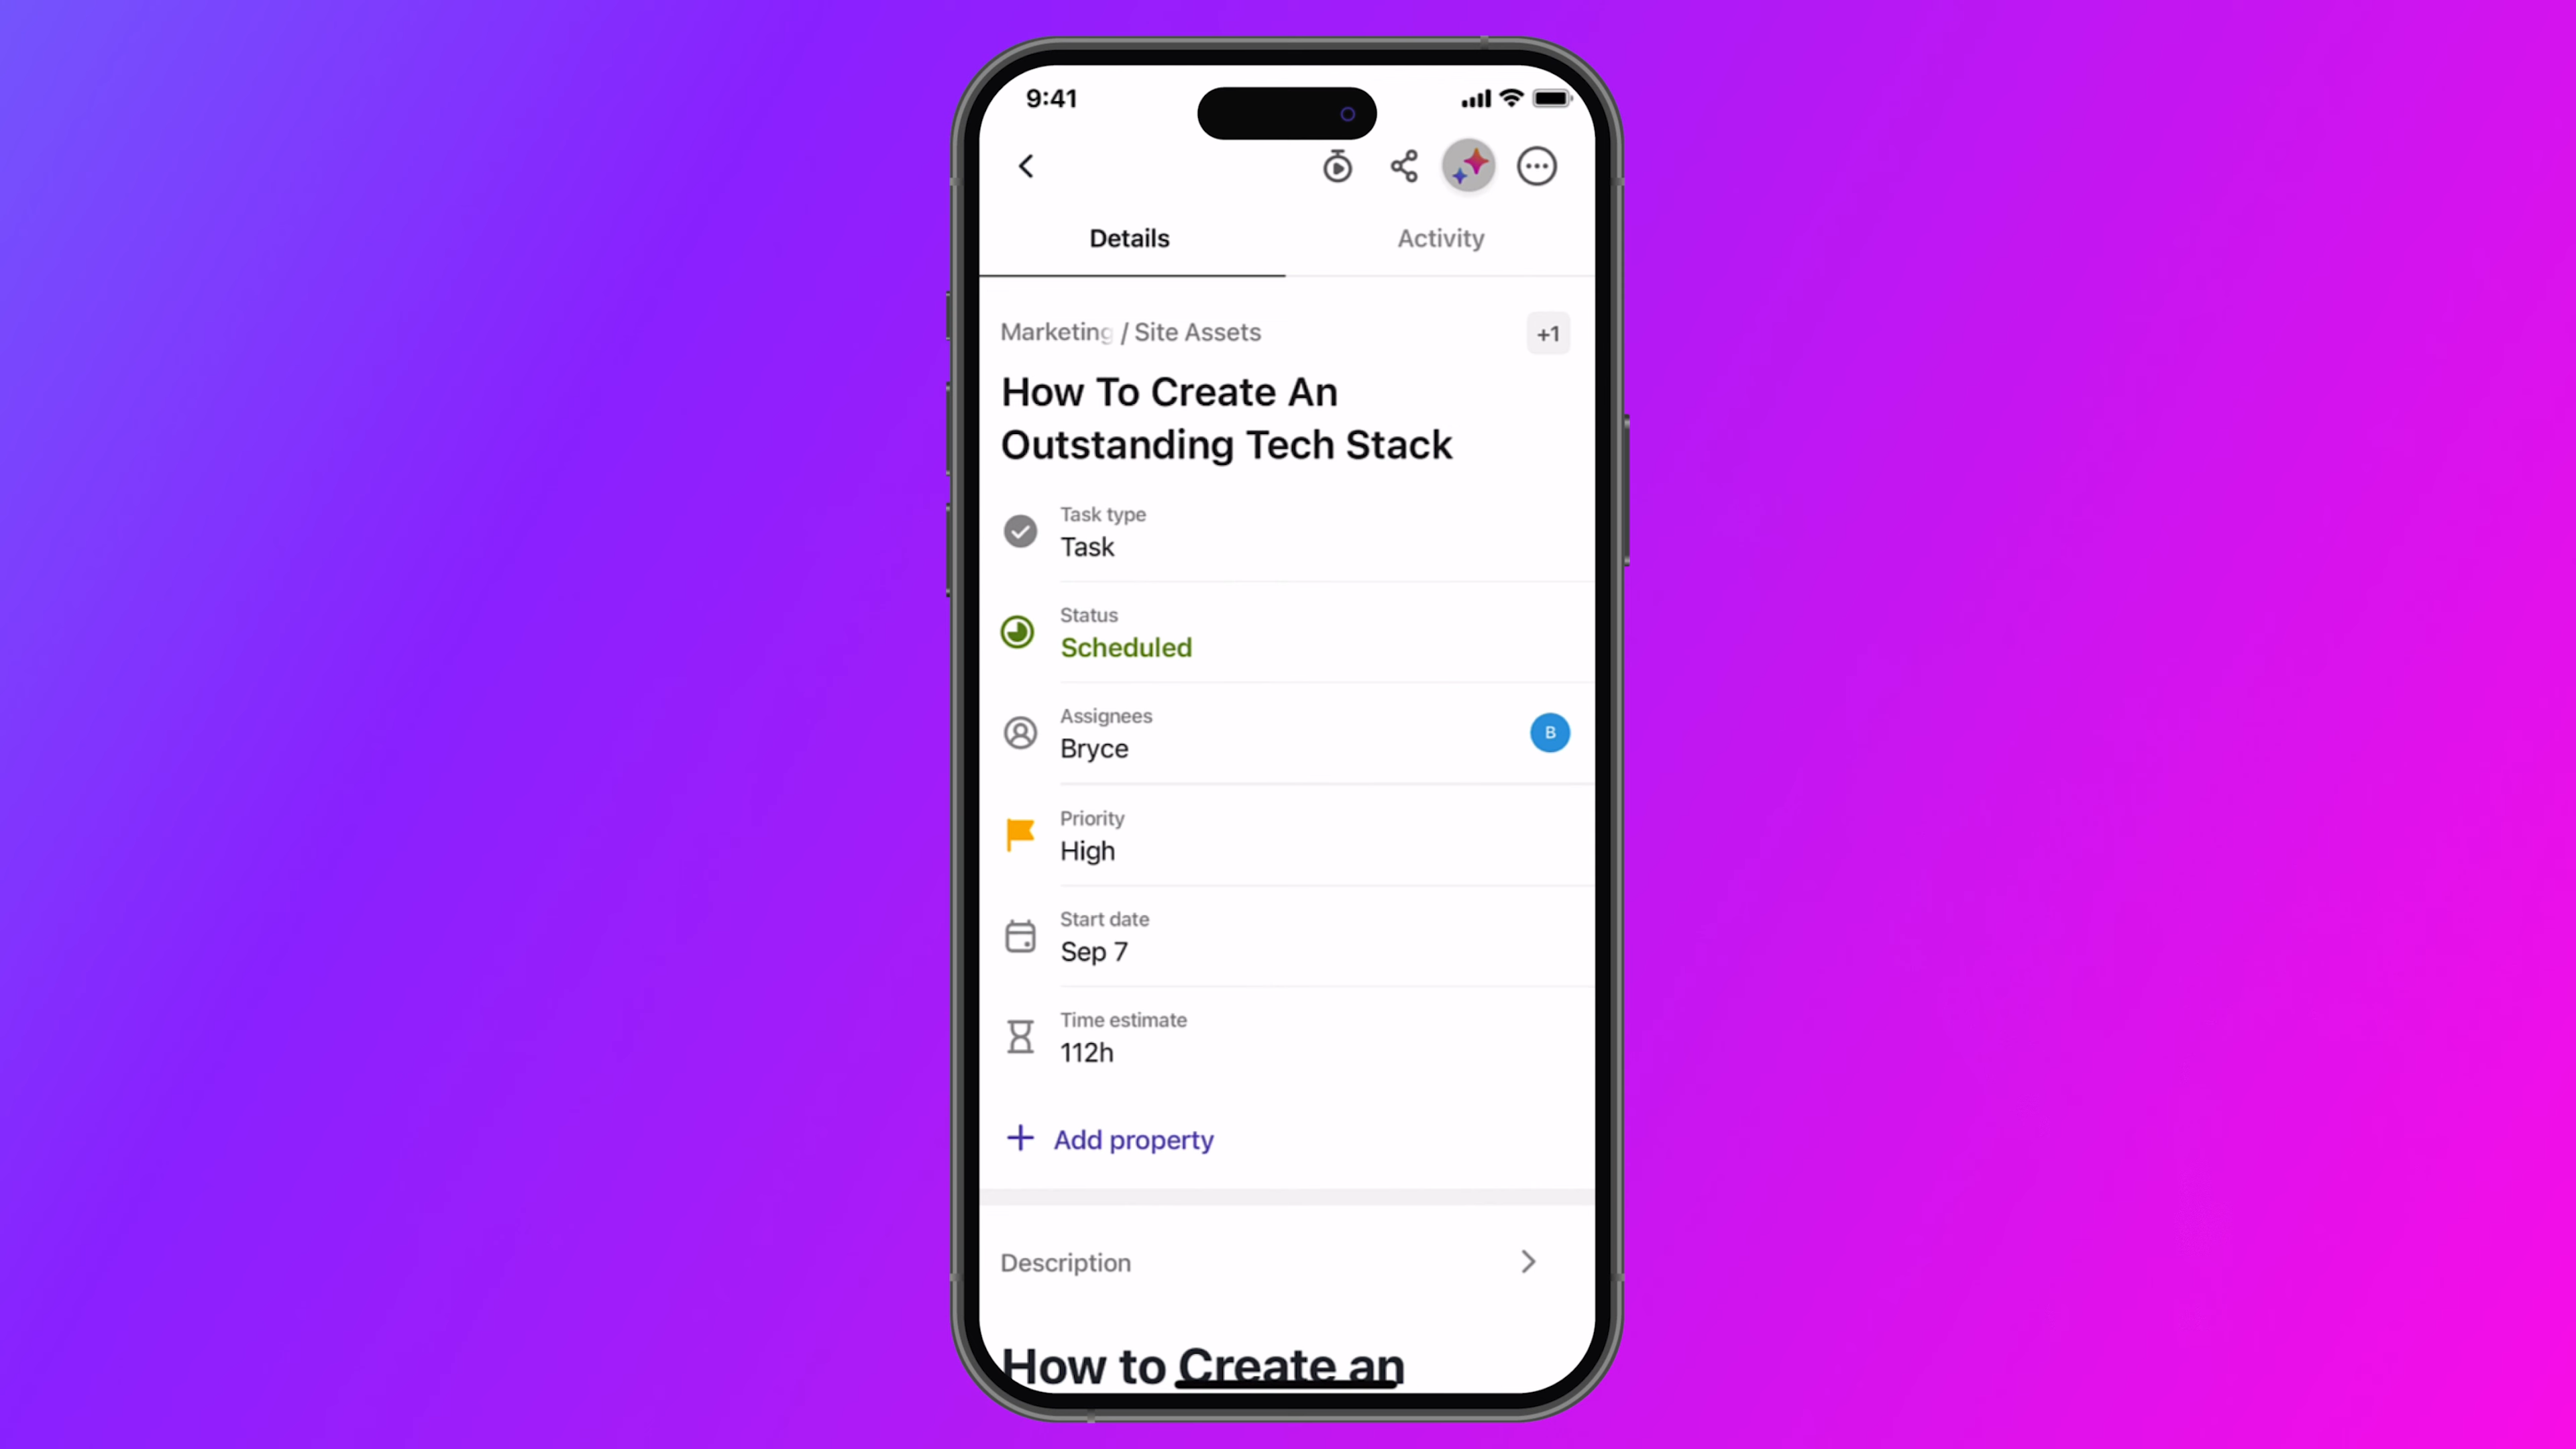 9:41
Details
Activity
Marketing / Site Assets
+1
How To Create An
Outstanding Tech Stack
Task type
Task
Status
Scheduled
Assignees
Bryce
B
Priority
High
Start date
Sep 7
Time estimate
112h
Add property
Description
How to Create an